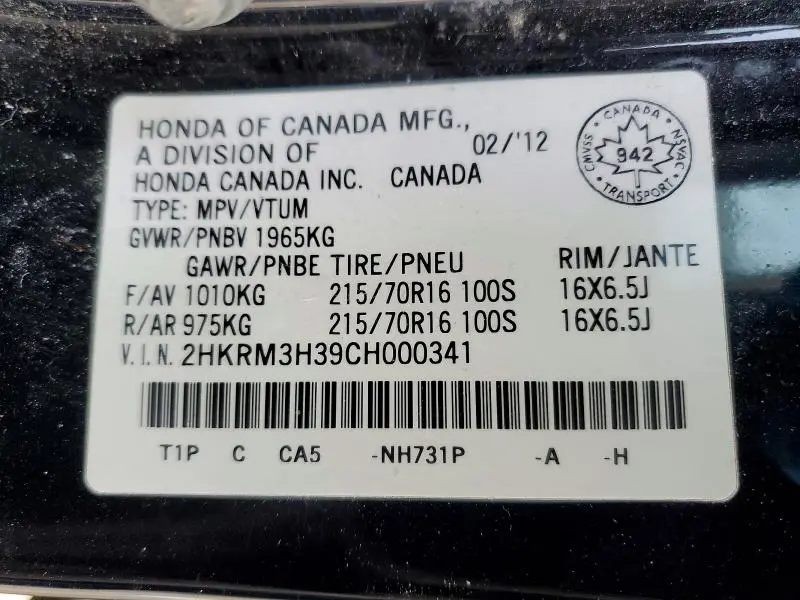 HONDA OF CANADA MFG.,
A DIVISION OF 02/'12
HONDA CANADA INC. CANADA
TYPE: MPV/VTUM
GVWR/PNBV 1965KG
GAWR/PNBE TIRE/PNEU RIM/JANTE
F/AV 1010KG 215/70R16 100S 16X6.5J
R/AR 975KG 215/70R16 100S 16X6.5J
V.I.N. 2HKRM3H39CH000341
T1P C CA5 -NH731P -A -H
CANADA
CMVSS 942 NSVAC
TRANSPORT